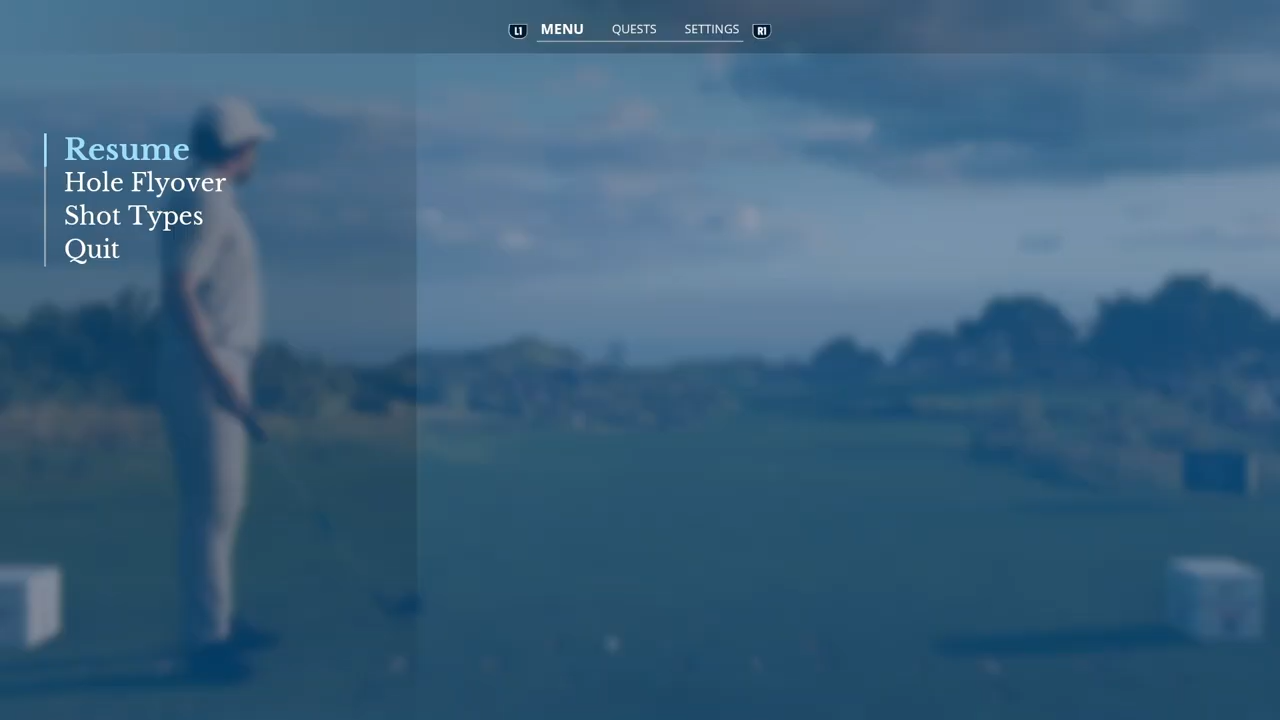 L1 MENU QUESTS SETTINGS R1
Resume
Hole Flyover
Shot Types
Quit